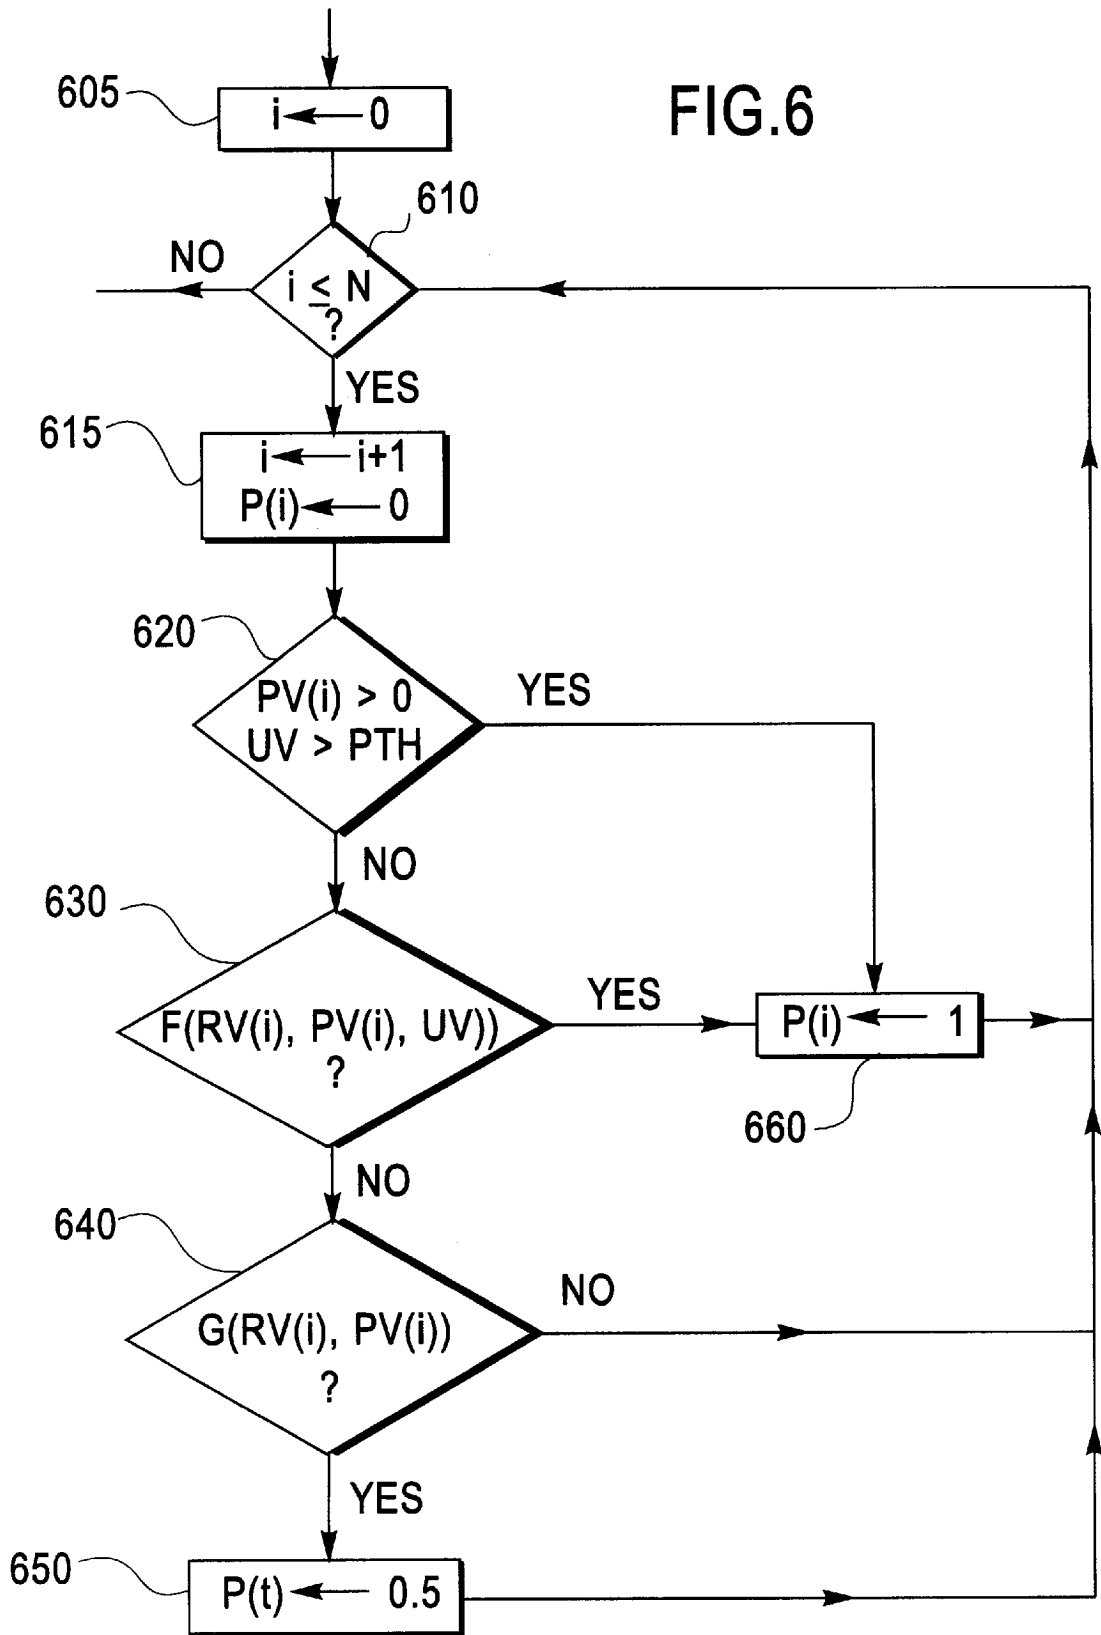 605
i ← 0
FIG.6
610
NO
i ≤ N
?
YES
615
i ← i+1
P(i) ← 0
620
PV(i) > 0
UV > PTH
YES
NO
630
F(RV(i), PV(i), UV))
?
YES
P(i) ← 1
660
NO
640
G(RV(i), PV(i))
?
NO
YES
650
P(t) ← 0.5